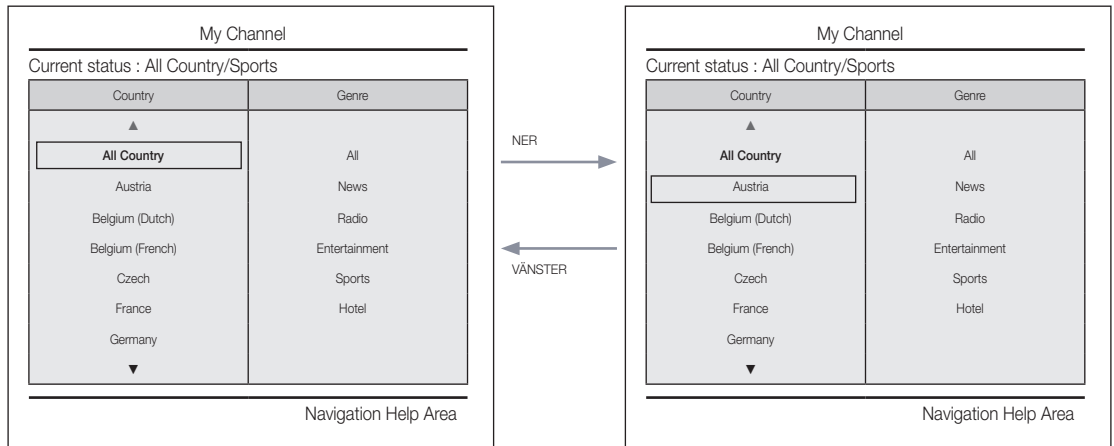 My Channel
Current status : All Country/Sports
Country Genre
▲
All Country All
Austria News
Belgium (Dutch) Radio
Belgium (French) Entertainment
Czech Sports
France Hotel
Germany
▼
Navigation Help Area
NER
VÄNSTER
My Channel
Current status : All Country/Sports
Country Genre
▲
All Country All
Austria News
Belgium (Dutch) Radio
Belgium (French) Entertainment
Czech Sports
France Hotel
Germany
▼
Navigation Help Area